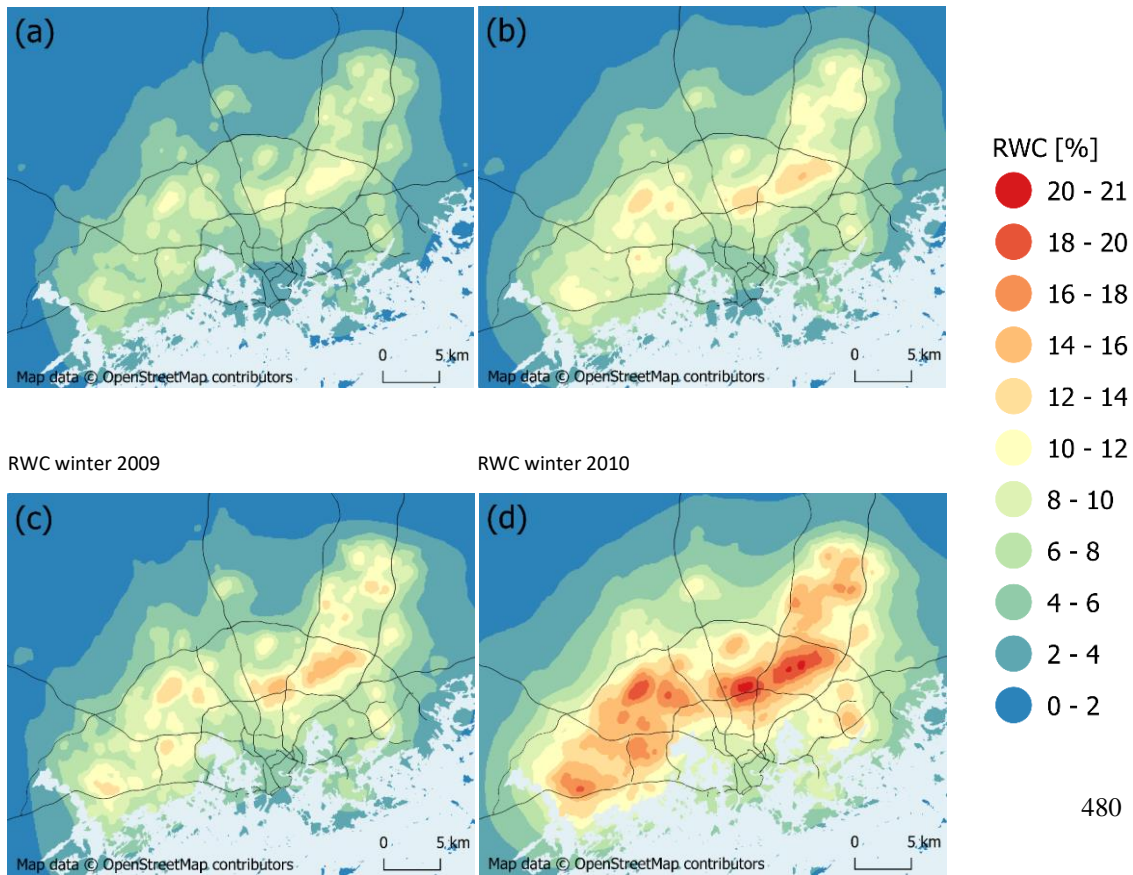 (a)
(b)
0 5 km
Map data © OpenStreetMap contributors
0 5 km
Map data © OpenStreetMap contributors
RWC winter 2009
RWC winter 2010
(c)
(d)
0 5 km
Map data © OpenStreetMap contributors
0 5 km
Map data © OpenStreetMap contributors
RWC [%]
20 - 21
18 - 20
16 - 18
14 - 16
12 - 14
10 - 12
8 - 10
6 - 8
4 - 6
2 - 4
0 - 2
480